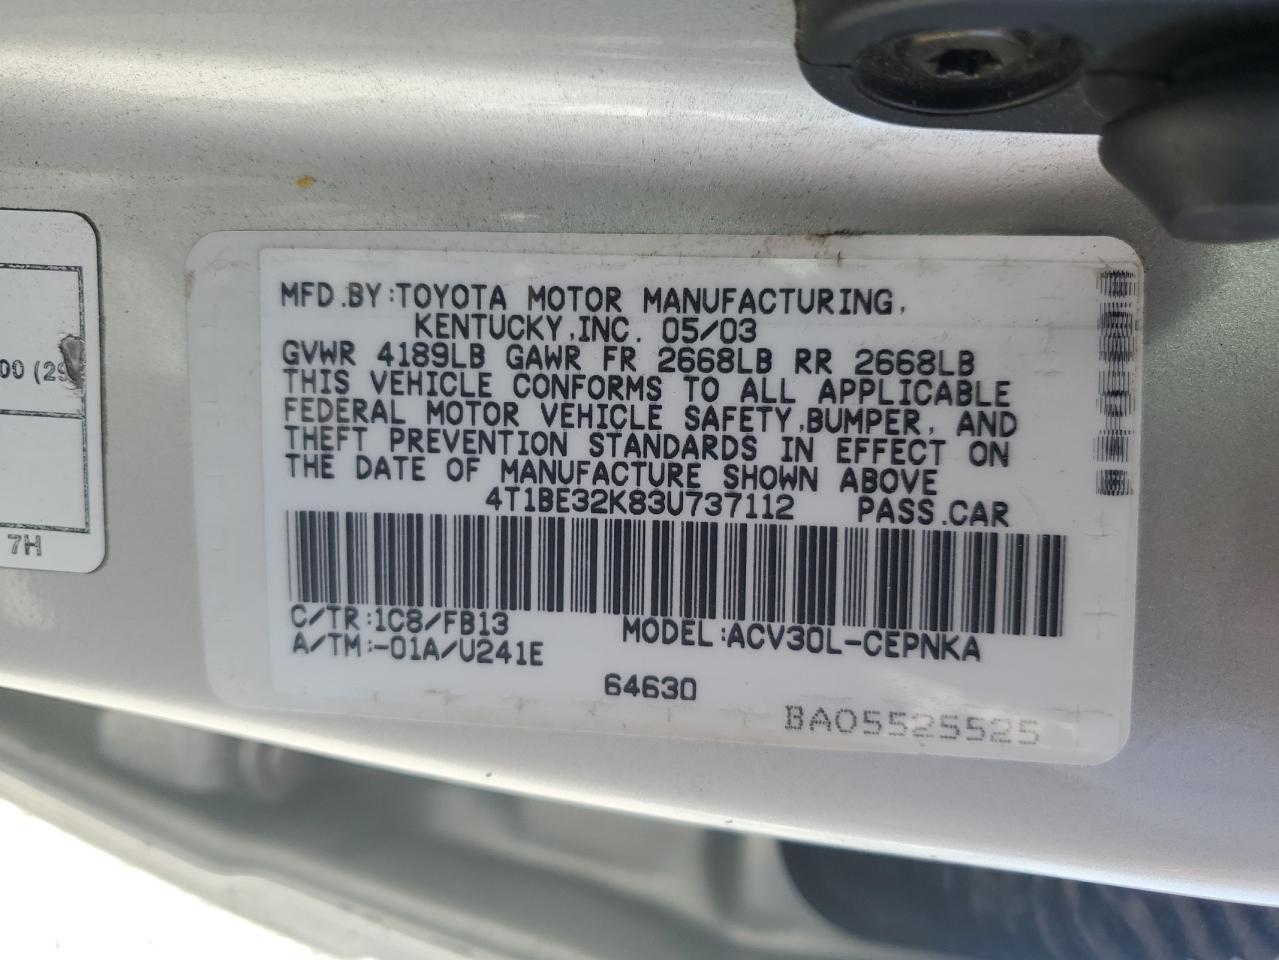 MFD.BY:TOYOTA MOTOR MANUFACTURING,
KENTUCKY,INC. 05/03
GVWR 4189LB GAWR FR 2668LB RR 2668LB
THIS VEHICLE CONFORMS TO ALL APPLICABLE
FEDERAL MOTOR VEHICLE SAFETY,BUMPER, AND
THEFT PREVENTION STANDARDS IN EFFECT ON
THE DATE OF MANUFACTURE SHOWN ABOVE
4T1BE32K83U737112 PASS.CAR
C/TR:1C8/FB13 MODEL:ACV30L-CEPNKA
A/TM:-01A/U241E
64630
BA05525525
00 (29
7H